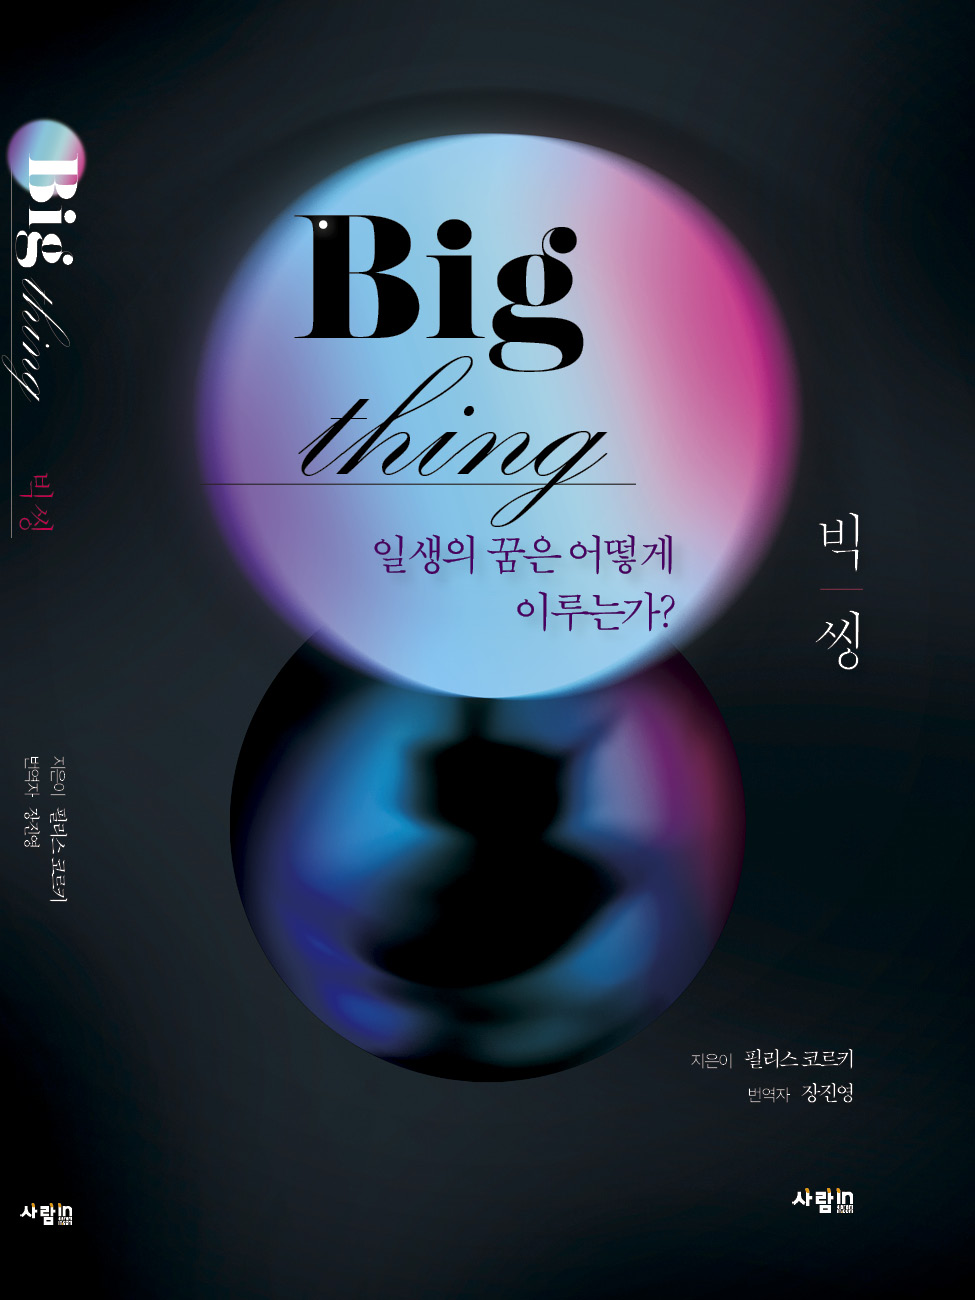 Big
thing
빅씽
지은이 필리스 코르키
번역자 장진영
사람in
Big
thing
일생의 꿈은 어떻게
이루는가?
빅
씽
지은이 필리스 코르키
번역자 장진영
사람in